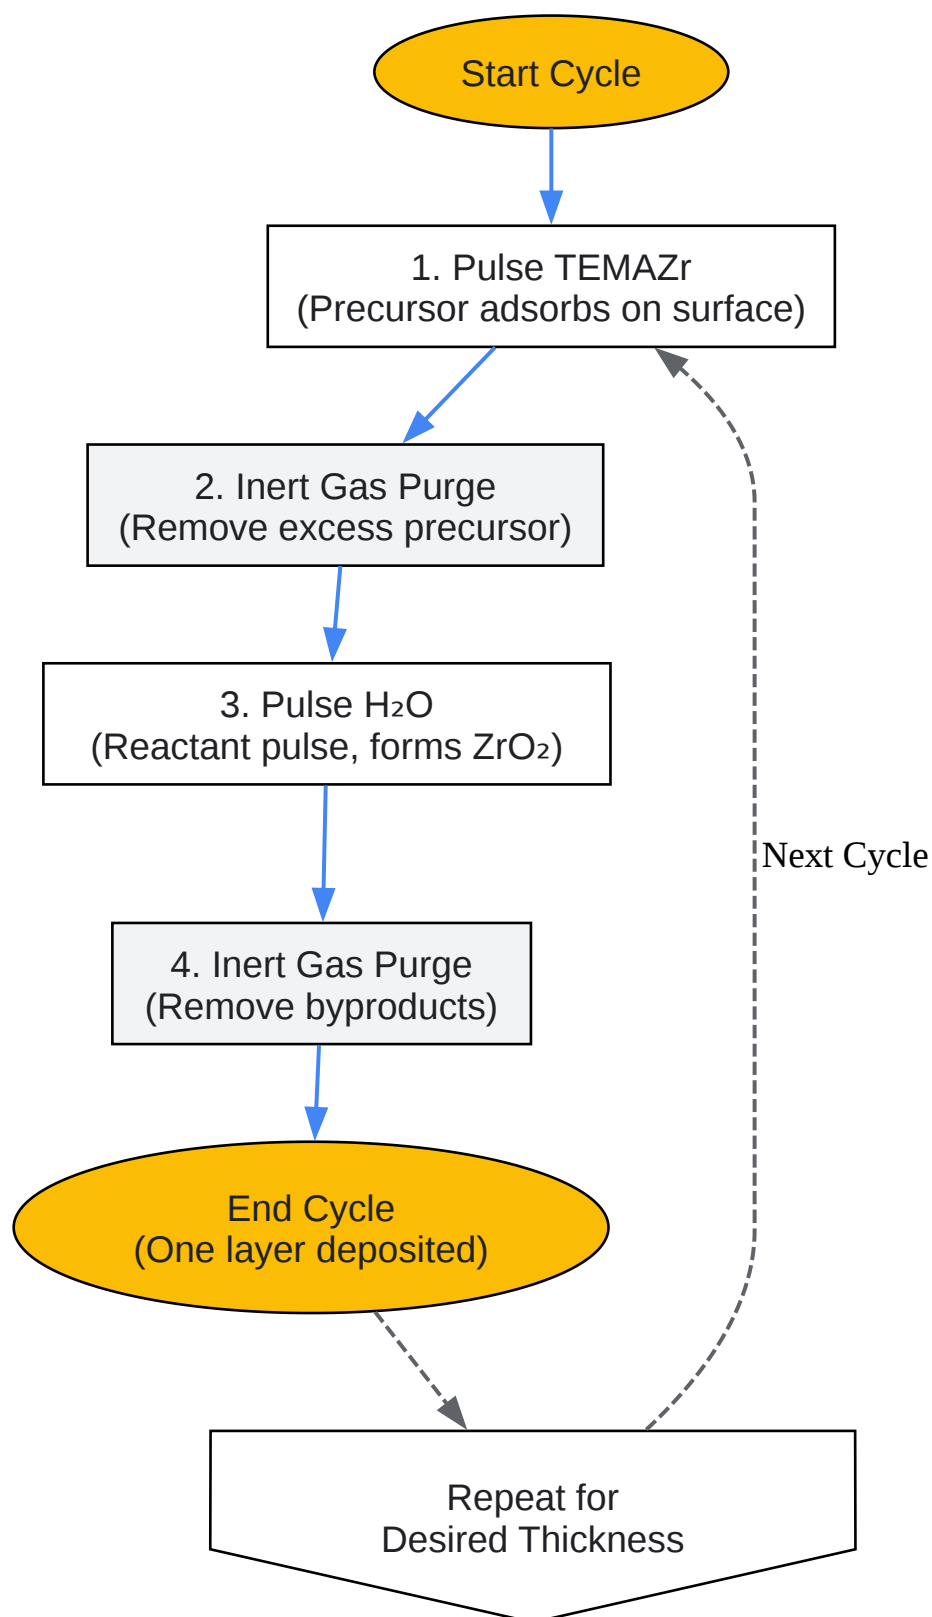 Start Cycle
1. Pulse TEMAZr
(Precursor adsorbs on surface)
2. Inert Gas Purge
(Remove excess precursor)
3. Pulse H₂O
(Reactant pulse, forms ZrO₂)
Next Cycle
4. Inert Gas Purge
(Remove byproducts)
End Cycle
(One layer deposited)
Repeat for
Desired Thickness